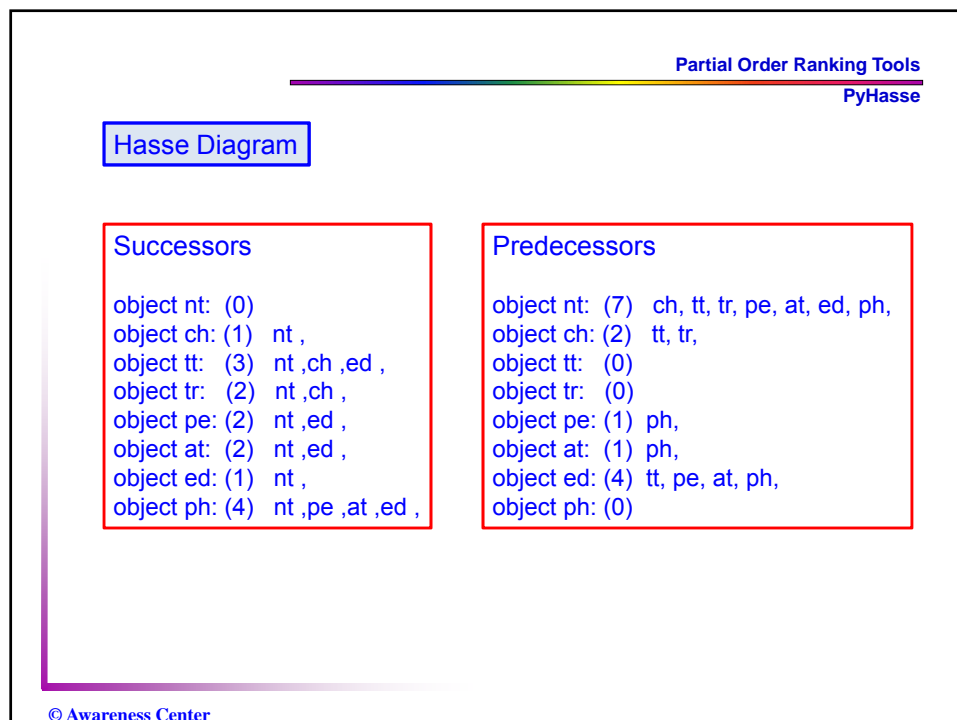 Partial Order Ranking Tools
PyHasse
Hasse Diagram
Successors
object nt: (0)
object ch: (1) nt ,
object tt: (3) nt ,ch ,ed ,
object tr: (2) nt ,ch ,
object pe: (2) nt ,ed ,
object at: (2) nt ,ed ,
object ed: (1) nt ,
object ph: (4) nt ,pe ,at ,ed ,
Predecessors
object nt: (7) ch, tt, tr, pe, at, ed, ph,
object ch: (2) tt, tr,
object tt: (0)
object tr: (0)
object pe: (1) ph,
object at: (1) ph,
object ed: (4) tt, pe, at, ph,
object ph: (0)
© Awareness Center